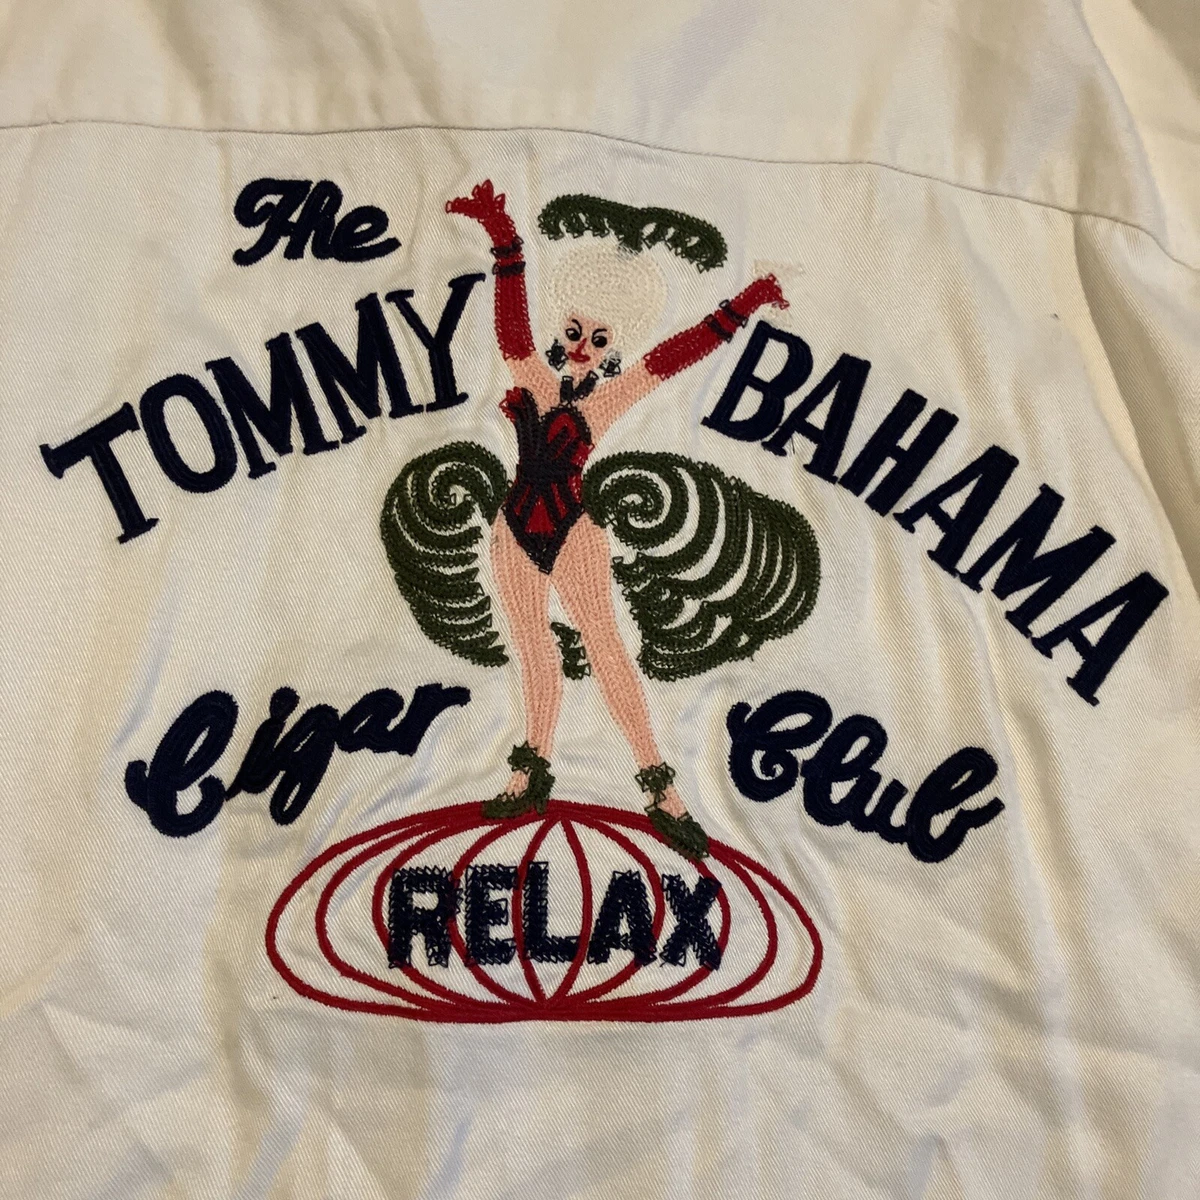 The
TOMMY BAHAMA
Cigar Club
RELAX